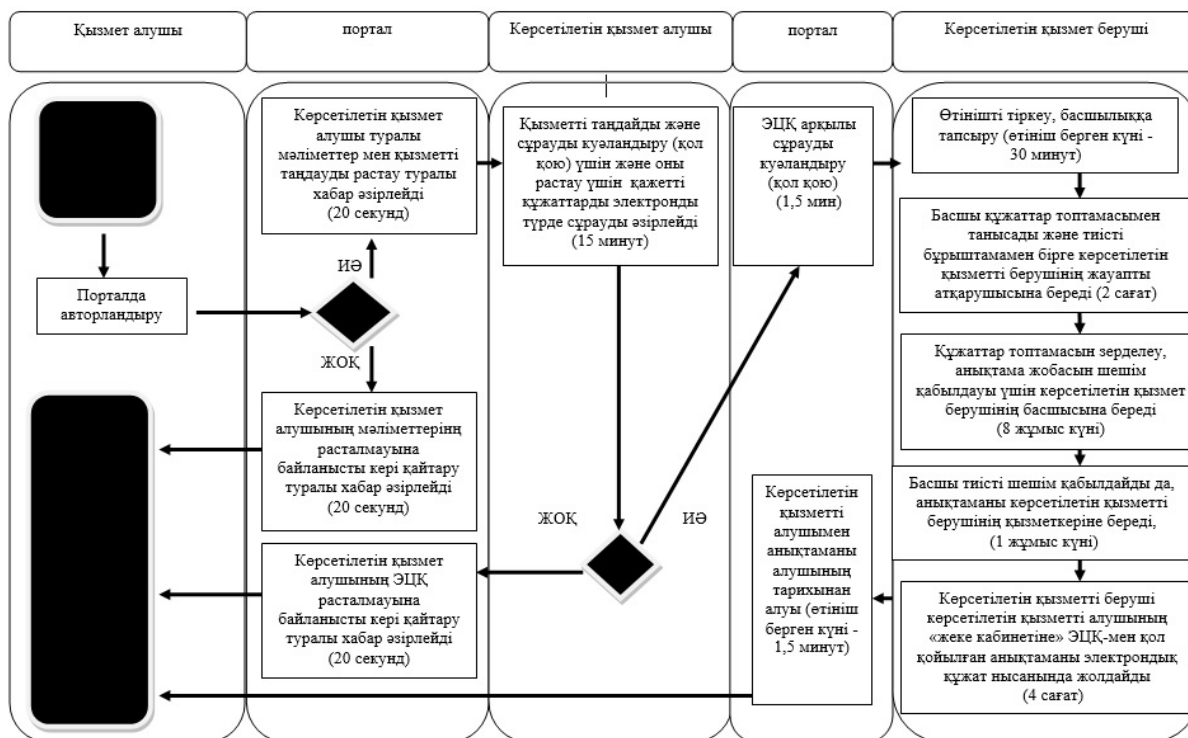 Қызмет алушы
портал
Көрсетілетін қызмет алушы
портал
Көрсетілетін қызмет беруші
Порталда
авторландыру
Көрсетілетін қызмет
алушы туралы
мәліметтер мен қызметті
таңдауды растау туралы
хабар әзірлейді
(20 секунд)
ИӘ
ЖОҚ
Көрсетілетін қызмет
алушының мәліметтерінң
расталмауына
байланысты кері қайтару
туралы хабар әзірлейді
(20 секунд)
Көрсетілетін қызмет
алушының ЭЦҚ
расталмауына
байланысты кері қайтару
туралы хабар әзірлейді
(20 секунд)
Қызметті таңдайды және
сұрауды куәландыру (қол
қою) үшін және оны
растау үшін қажетті
құжаттарды электронды
түрде сұрауды әзірлейді
(15 минут)
ЖОҚ
ИӘ
ЭЦҚ арқылы
сұрауды
куәландыру
(қол қою)
(1,5 мин)
Көрсетілетін
қызметті
алушымен
анықтаманы
алушының
тарихынан
алуы (өтініш
берген күні -
1,5 минут)
Өтінішті тіркеу, басшылыққа
тапсыру (өтініш берген күні -
30 минут)
Басшы құжаттар топтамасымен
танысады және тиісті
бұрыштамамен бірге көрсетілетін
қызметті берушінің жауапты
атқарушысына береді (2 сағат)
Құжаттар топтамасын зерделеу,
анықтама жобасын шешім
қабылдауы үшін көрсетілетін қызмет
берушінің басшысына береді
(8 жұмыс күні)
Басшы тиісті шешім қабылдайды да,
анықтаманы көрсетілетін қызметті
берушінің қызметкеріне береді,
(1 жұмыс күні)
Көрсетілетін қызметті беруші
көрсетілетін қызметті алушының
«жеке кабинетіне» ЭЦҚ-мен қол
қойылған анықтаманы электрондық
құжат нысанында жолдайды
(4 сағат)